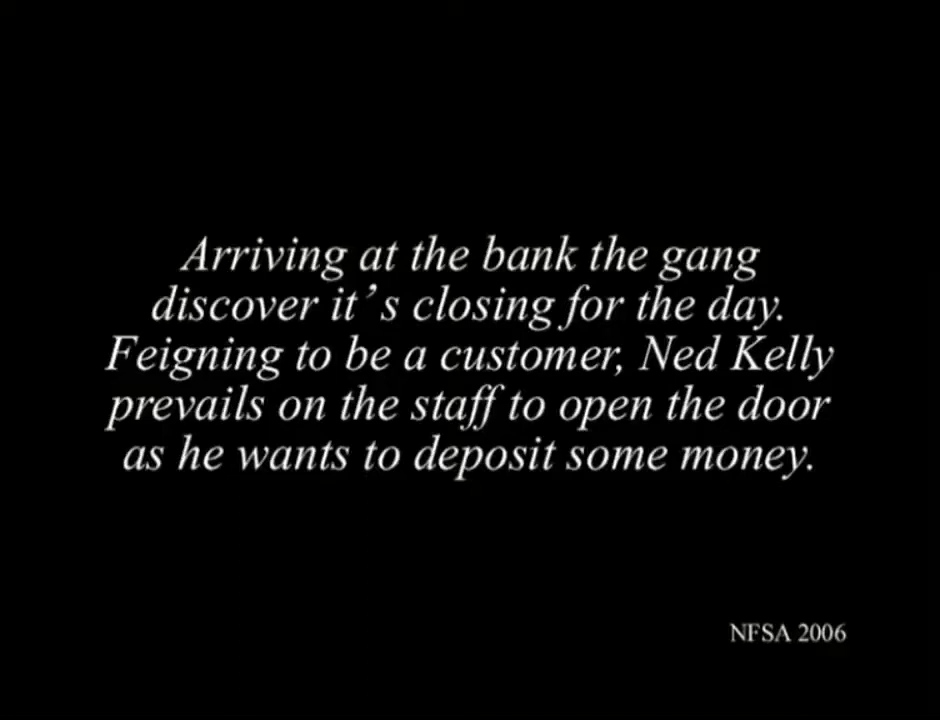 Arriving at the bank the gang
discover it’s closing for the day.
Feigning to be a customer, Ned Kelly
prevails on the staff to open the door
as he wants to deposit some money.
NFSA 2006